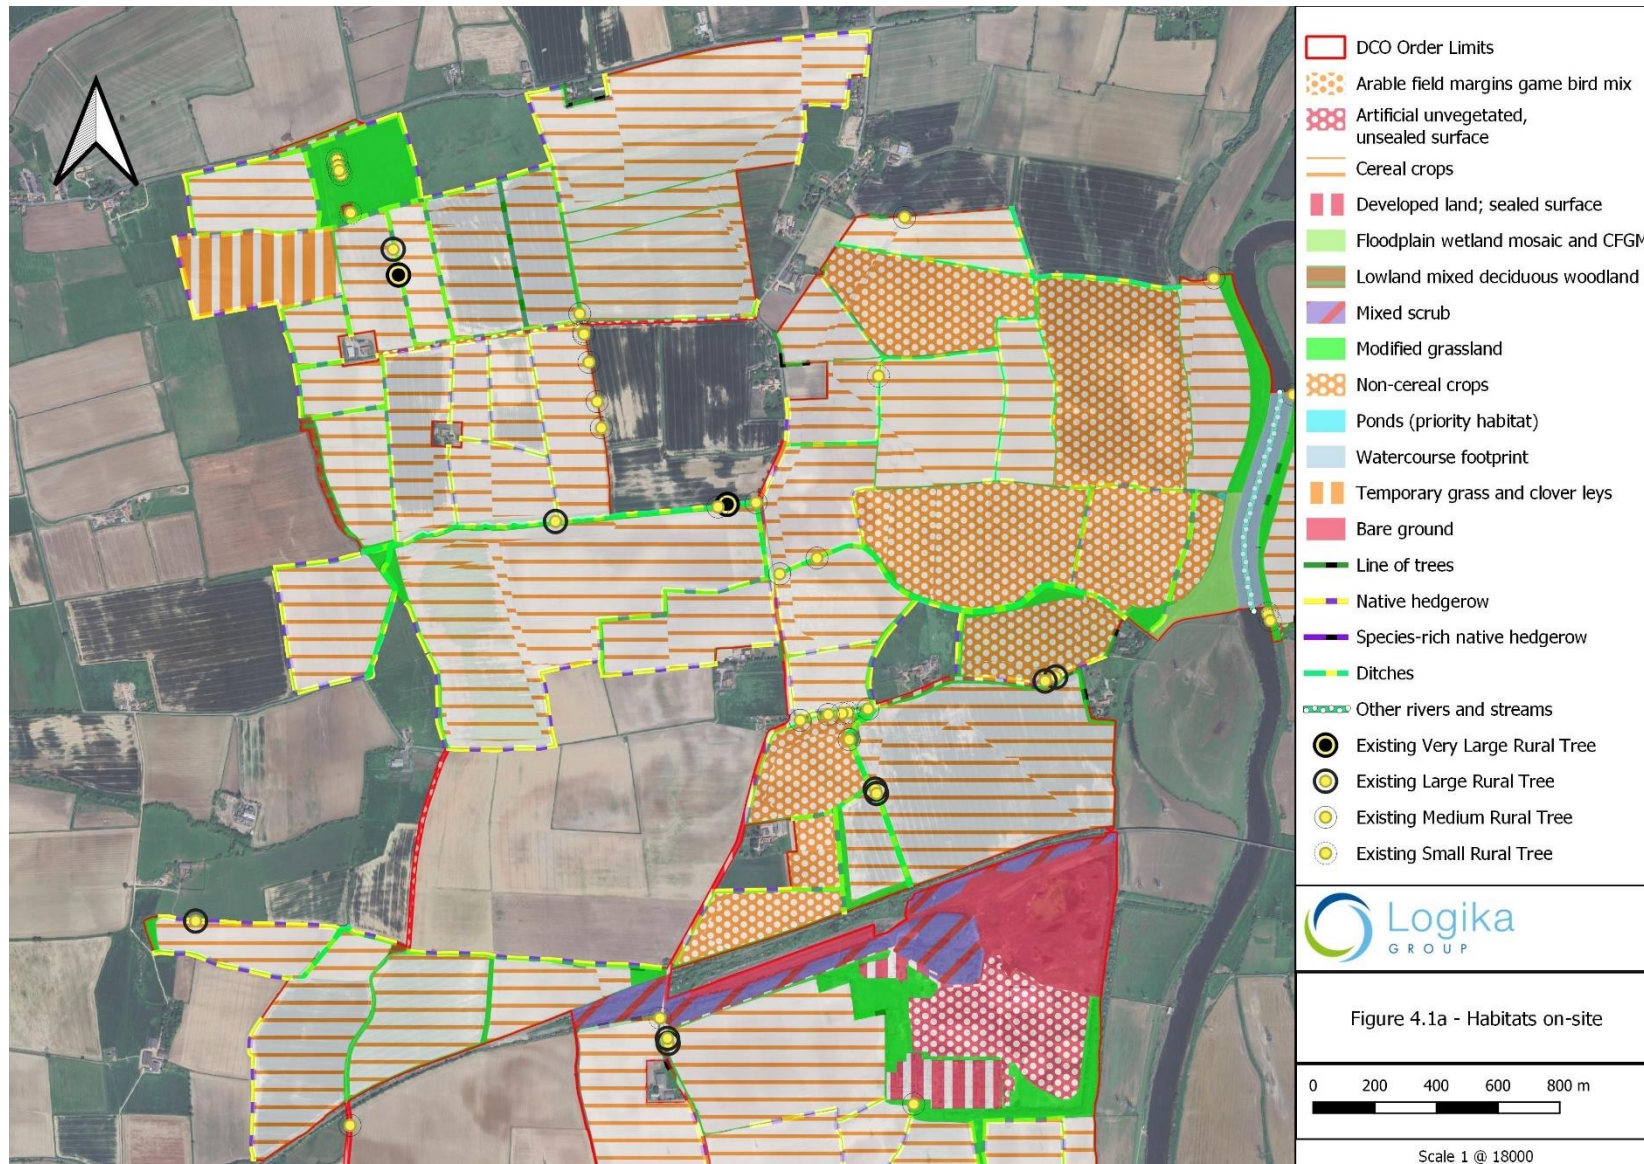 DCO Order Limits
Arable field margins game bird mix
Artificial unvegetated,
unsealed surface
Cereal crops
Developed land; sealed surface
Floodplain wetland mosaic and CFGM
Lowland mixed deciduous woodland
Mixed scrub
Modified grassland
Non-cereal crops
Ponds (priority habitat)
Watercourse footprint
Temporary grass and clover leys
Bare ground
Line of trees
Native hedgerow
Species-rich native hedgerow
Ditches
Other rivers and streams
Existing Very Large Rural Tree
Existing Large Rural Tree
Existing Medium Rural Tree
Existing Small Rural Tree
Logika
GROUP
Figure 4.1a - Habitats on-site
0 200 400 600 800 m
Scale 1 @ 18000